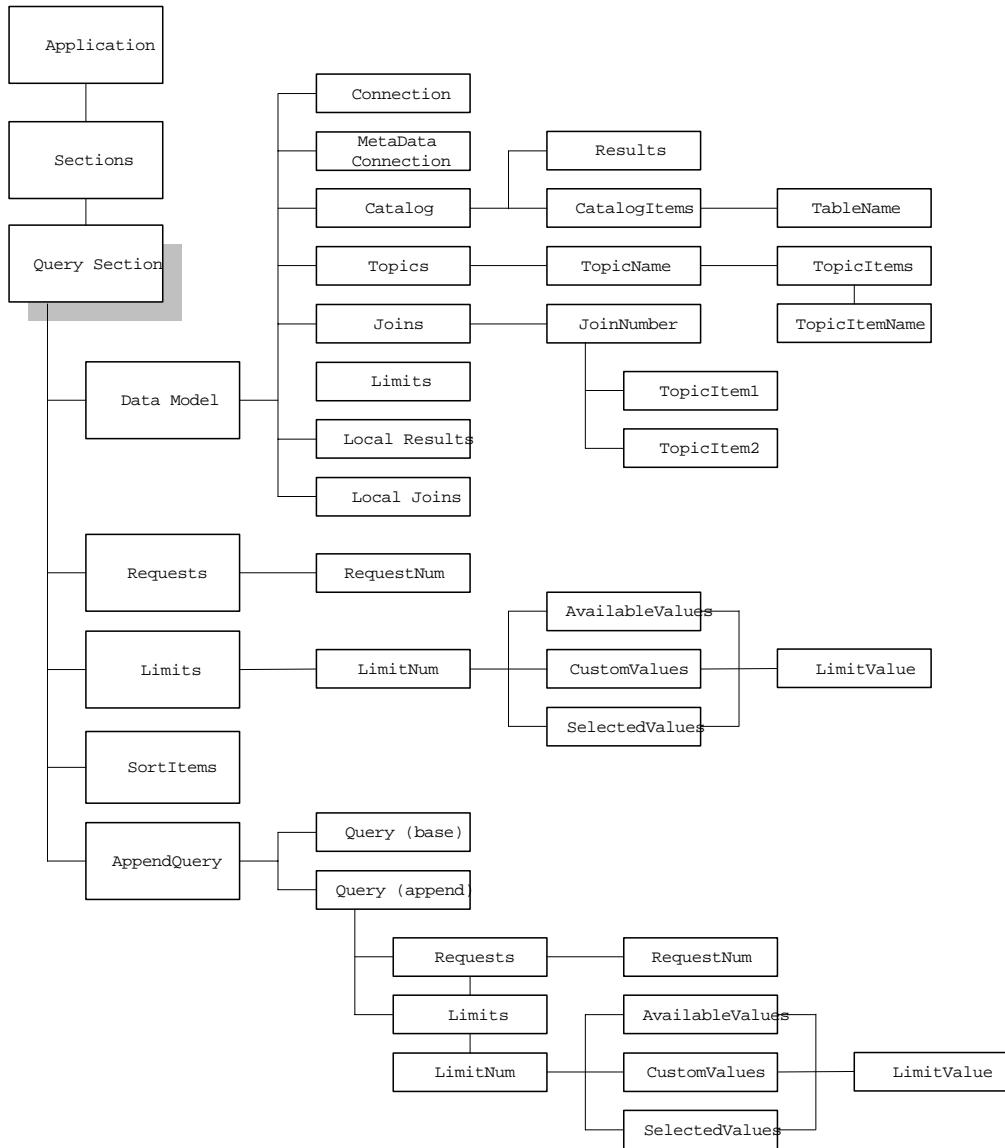 Application
Connection
MetaData
Connection
Results
Sections
Catalog
CatalogItems
TableName
Query Section
Topics
TopicName
TopicItems
Joins
JoinNumber
TopicItemName
Data Model
Limits
TopicItem1
Local Results
TopicItem2
Local Joins
Requests
RequestNum
AvailableValues
Limits
LimitNum
CustomValues
LimitValue
SelectedValues
SortItems
Query (base)
AppendQuery
Query (append)
Requests
RequestNum
Limits
AvailableValues
LimitNum
CustomValues
LimitValue
SelectedValues